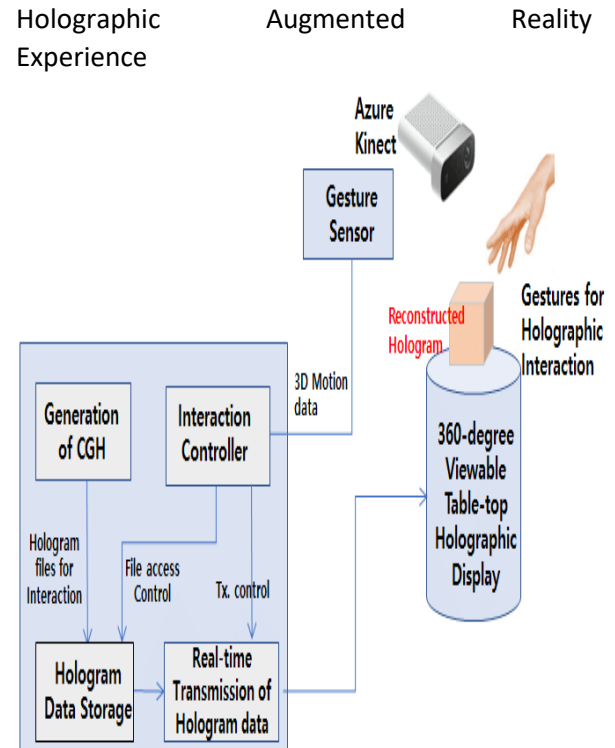 Holographic Augmented Reality
Experience
Azure
Kinect
Gesture
Sensor
Gestures for
Holographic
Interaction
Reconstructed
Hologram
3D Motion
data
Generation
of CGH
Interaction
Controller
360-degree
Viewable
Table-top
Holographic
Display
Hologram
files for
Interaction
File access
Control
Tx. control
Hologram
Data Storage
Real-time
Transmission of
Hologram data